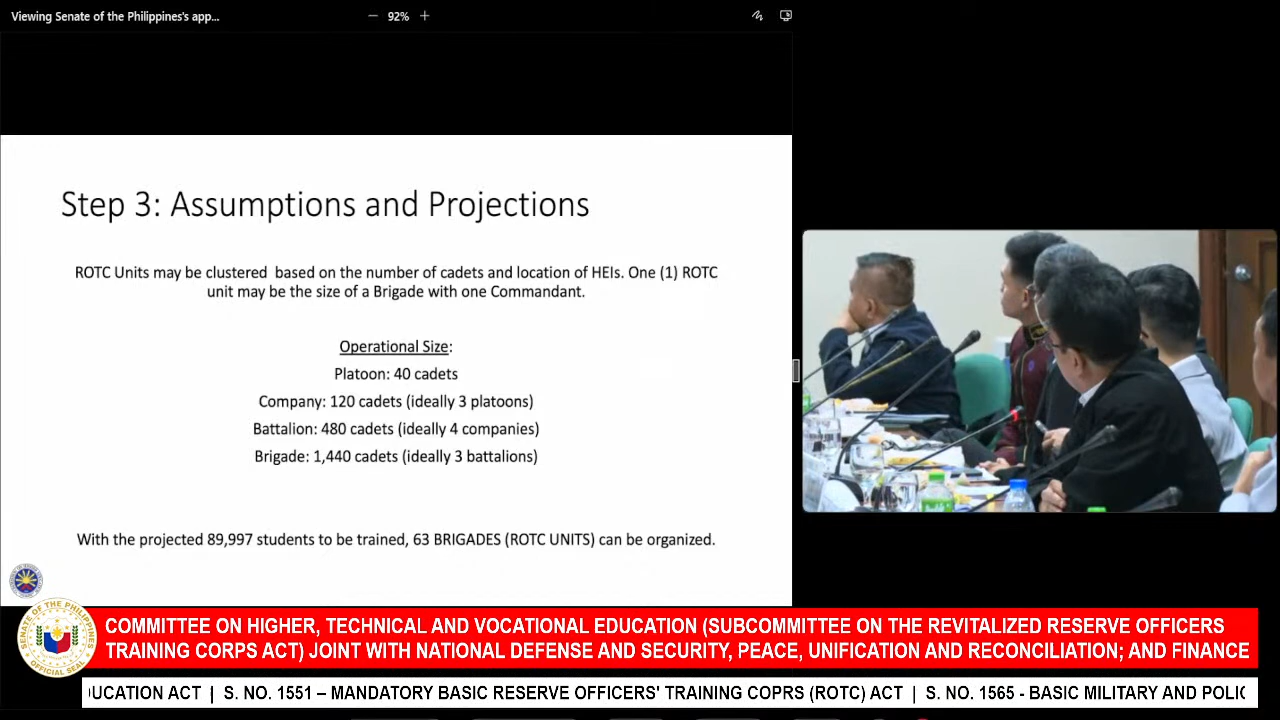 Viewing Senate of the Philippines's app...
92%
Step 3: Assumptions and Projections
ROTC Units may be clustered based on the number of cadets and location of HEIs. One (1) ROTC
unit may be the size of a Brigade with one Commandant.
Operational Size:
Platoon: 40 cadets
Company: 120 cadets (ideally 3 platoons)
Battalion: 480 cadets (ideally 4 companies)
Brigade: 1,440 cadets (ideally 3 battalions)
With the projected 89,997 students to be trained, 63 BRIGADES (ROTC UNITS) can be organized.
SENATE OF THE PHILIPPINES
OFFICIAL SEAL
COMMITTEE ON HIGHER, TECHNICAL AND VOCATIONAL EDUCATION (SUBCOMMITTEE ON THE REVITALIZED RESERVE OFFICERS
TRAINING CORPS ACT) JOINT WITH NATIONAL DEFENSE AND SECURITY, PEACE, UNIFICATION AND RECONCILIATION; AND FINANCE
UCATION ACT | S. NO. 1551 – MANDATORY BASIC RESERVE OFFICERS' TRAINING COPRS (ROTC) ACT | S. NO. 1565 - BASIC MILITARY AND POLIC